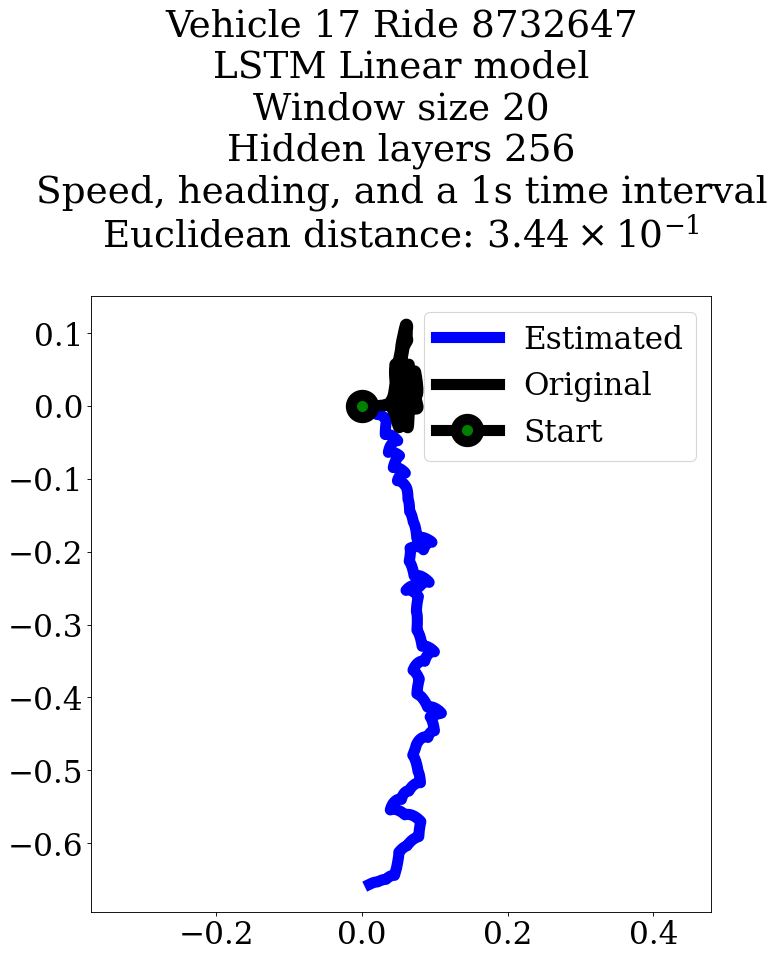 Vehicle 17 Ride 8732647
LSTM Linear model
Window size 20
Hidden layers 256
Speed, heading, and a 1s time interval
Euclidean distance: 3.44 × 10⁻¹
Estimated
Original
Start
0.1
0.0
−0.1
−0.2
−0.3
−0.4
−0.5
−0.6
−0.2 0.0 0.2 0.4